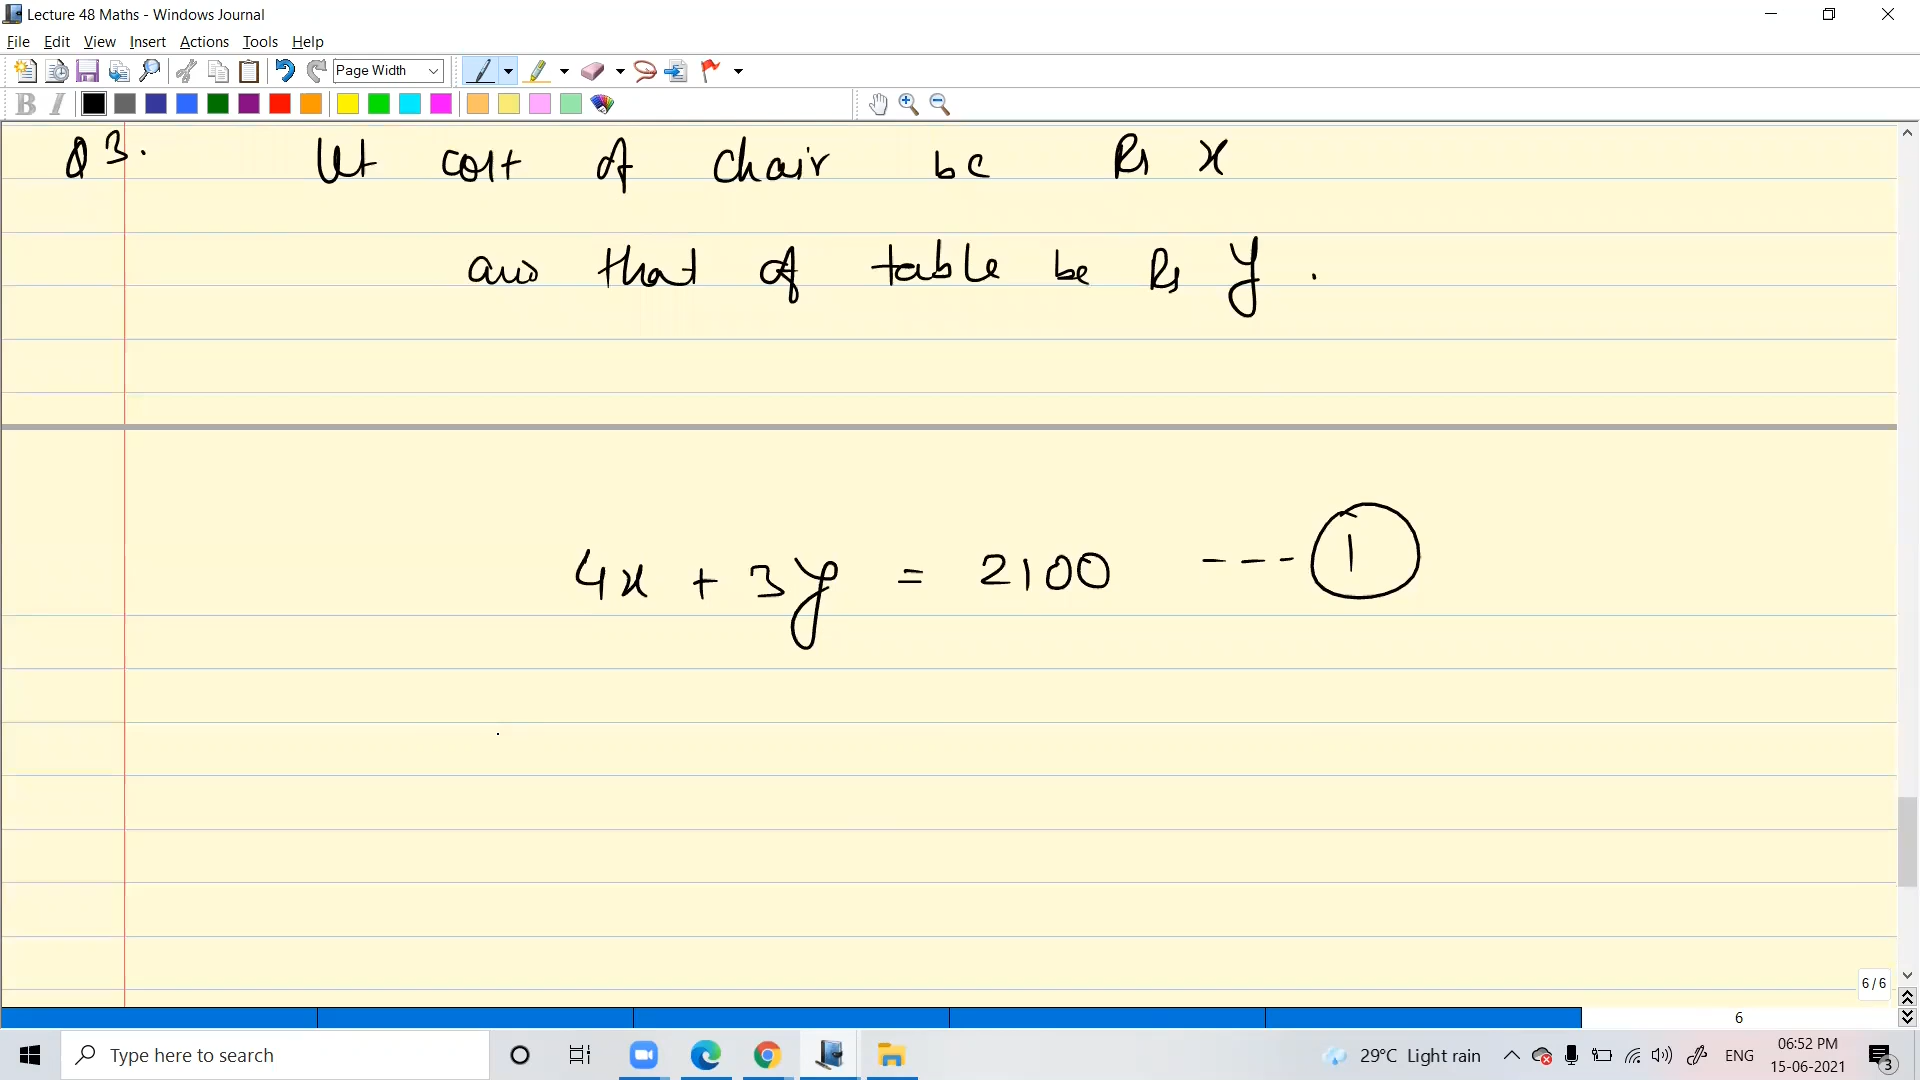 Lecture 48 Maths - Windows Journal
File Edit View Insert Actions Tools Help
Page Width
B I
Q3. Let cost of chair be Rs x
and that of table be Rs y.
4x + 3y = 2100 --- 1
6/6
6
Type here to search
29°C Light rain
ENG
06:52 PM
15-06-2021
3